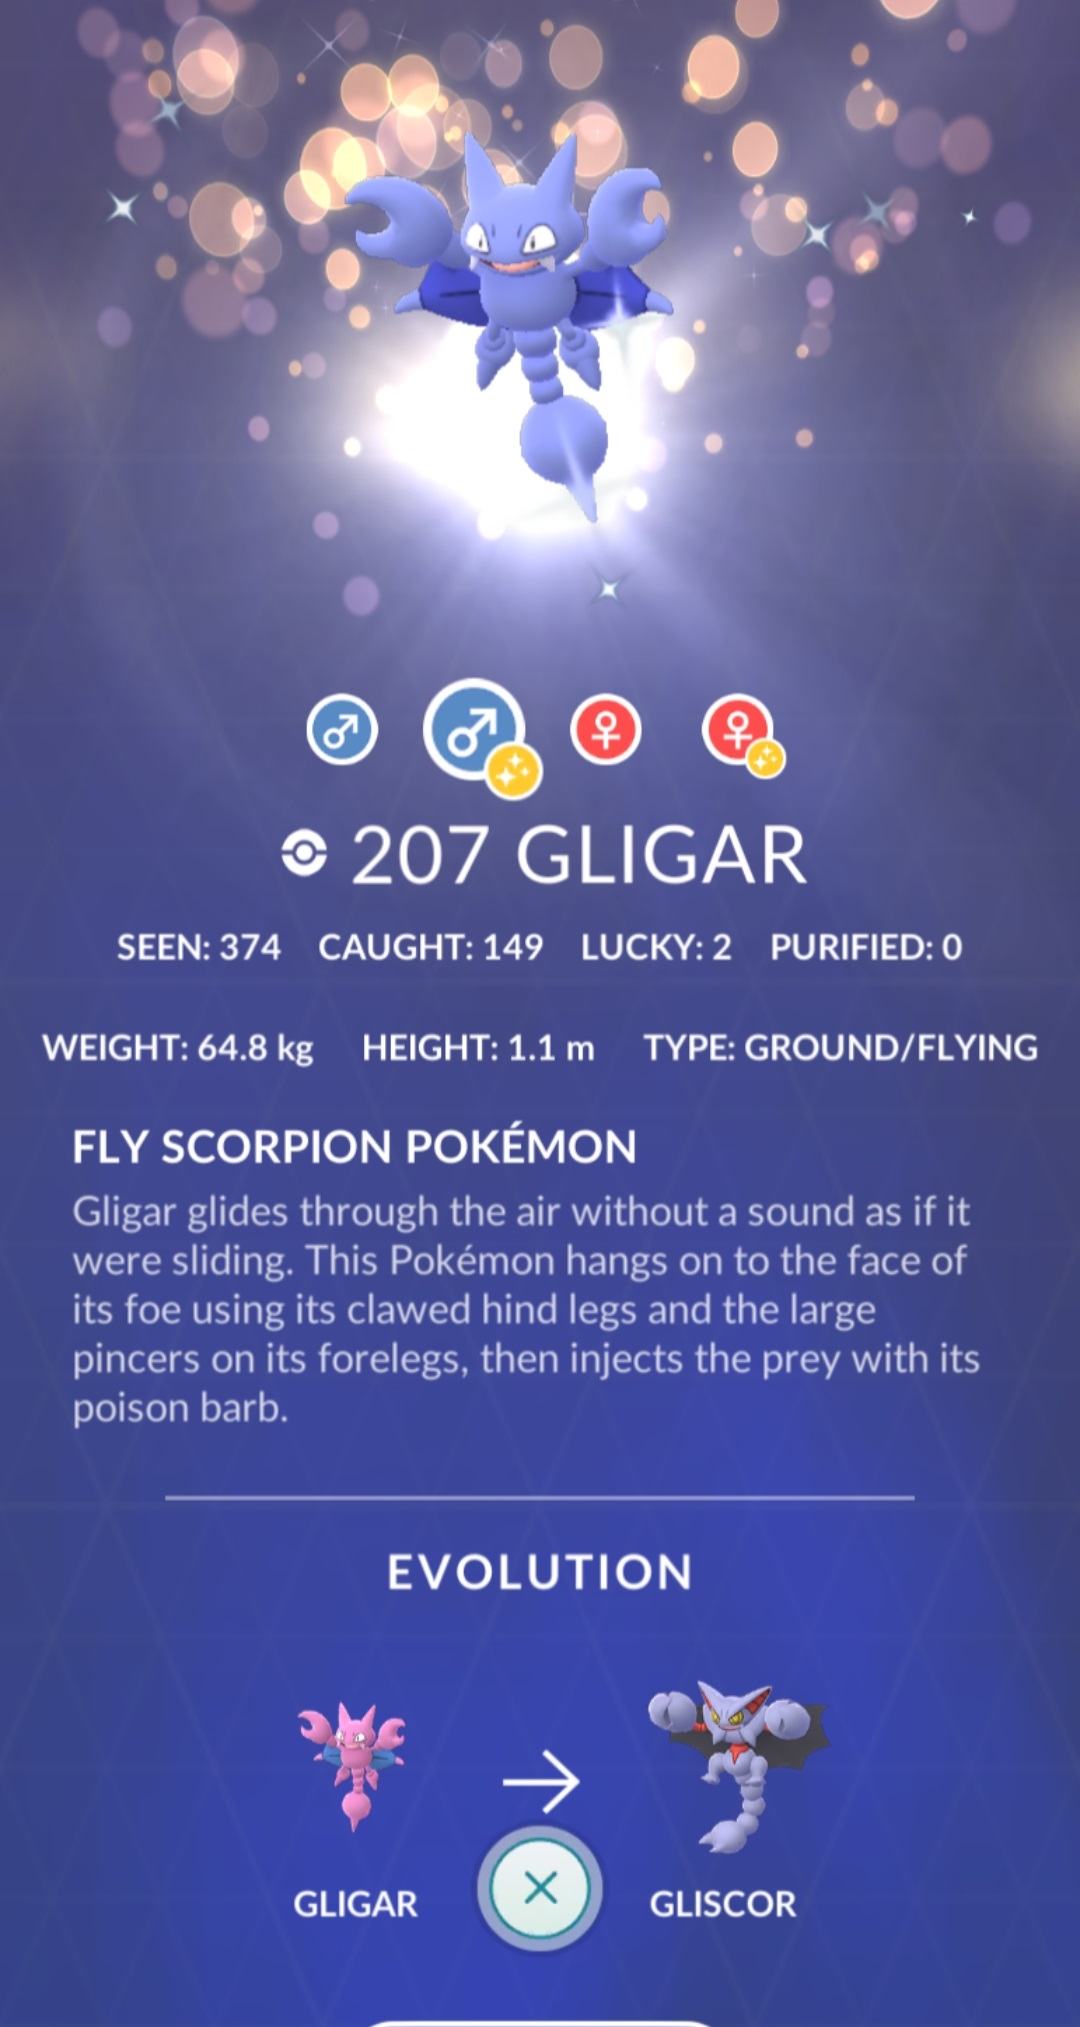 207 GLIGAR
SEEN: 374 CAUGHT: 149 LUCKY: 2 PURIFIED: 0
WEIGHT: 64.8 kg HEIGHT: 1.1 m TYPE: GROUND/FLYING
FLY SCORPION POKÉMON
Gligar glides through the air without a sound as if it
were sliding. This Pokémon hangs on to the face of
its foe using its clawed hind legs and the large
pincers on its forelegs, then injects the prey with its
poison barb.
EVOLUTION
GLIGAR GLISCOR